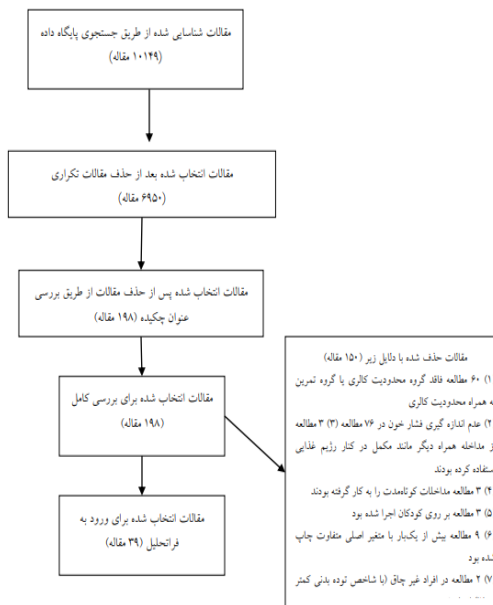 مقالات شناسایی شده از طریق جستجوی پایگاه داده
(۱۰۱۴۹ مقاله)
مقالات انتخاب شده بعد از حذف مقالات تکراری
(۶۹۵۰ مقاله)
مقالات انتخاب شده پس از حذف مقالات از طریق بررسی
عنوان چکیده (۱۹۸ مقاله)
مقالات انتخاب شده برای بررسی کامل
(۱۹۸ مقاله)
مقالات انتخاب شده برای ورود به
فراتحلیل (۳۹ مقاله)
مقالات حذف شده با دلایل زیر (۱۵۰ مقاله)
۱) ۶۰ مطالعه فاقد گروه محدودیت کالری یا گروه تمرین
به همراه محدودیت کالری
۲) عدم اندازه گیری فشار خون در ۷۶ مطالعه (۳) ۳ مطالعه
از مداخله همراه دیگر مانند مکمل در کنار رژیم غذایی
استفاده کرده بودند
۴) ۳ مطالعه مداخلات کوتاه‌مدت را به کار گرفته بودند
۵) ۳ مطالعه بر روی کودکان اجرا شده بود
۶) ۹ مطالعه بیش از یک‌بار با متغیر اصلی متفاوت چاپ
شده بود
۷) ۲ مطالعه در افراد غیر چاق (با شاخص توده بدنی کمتر